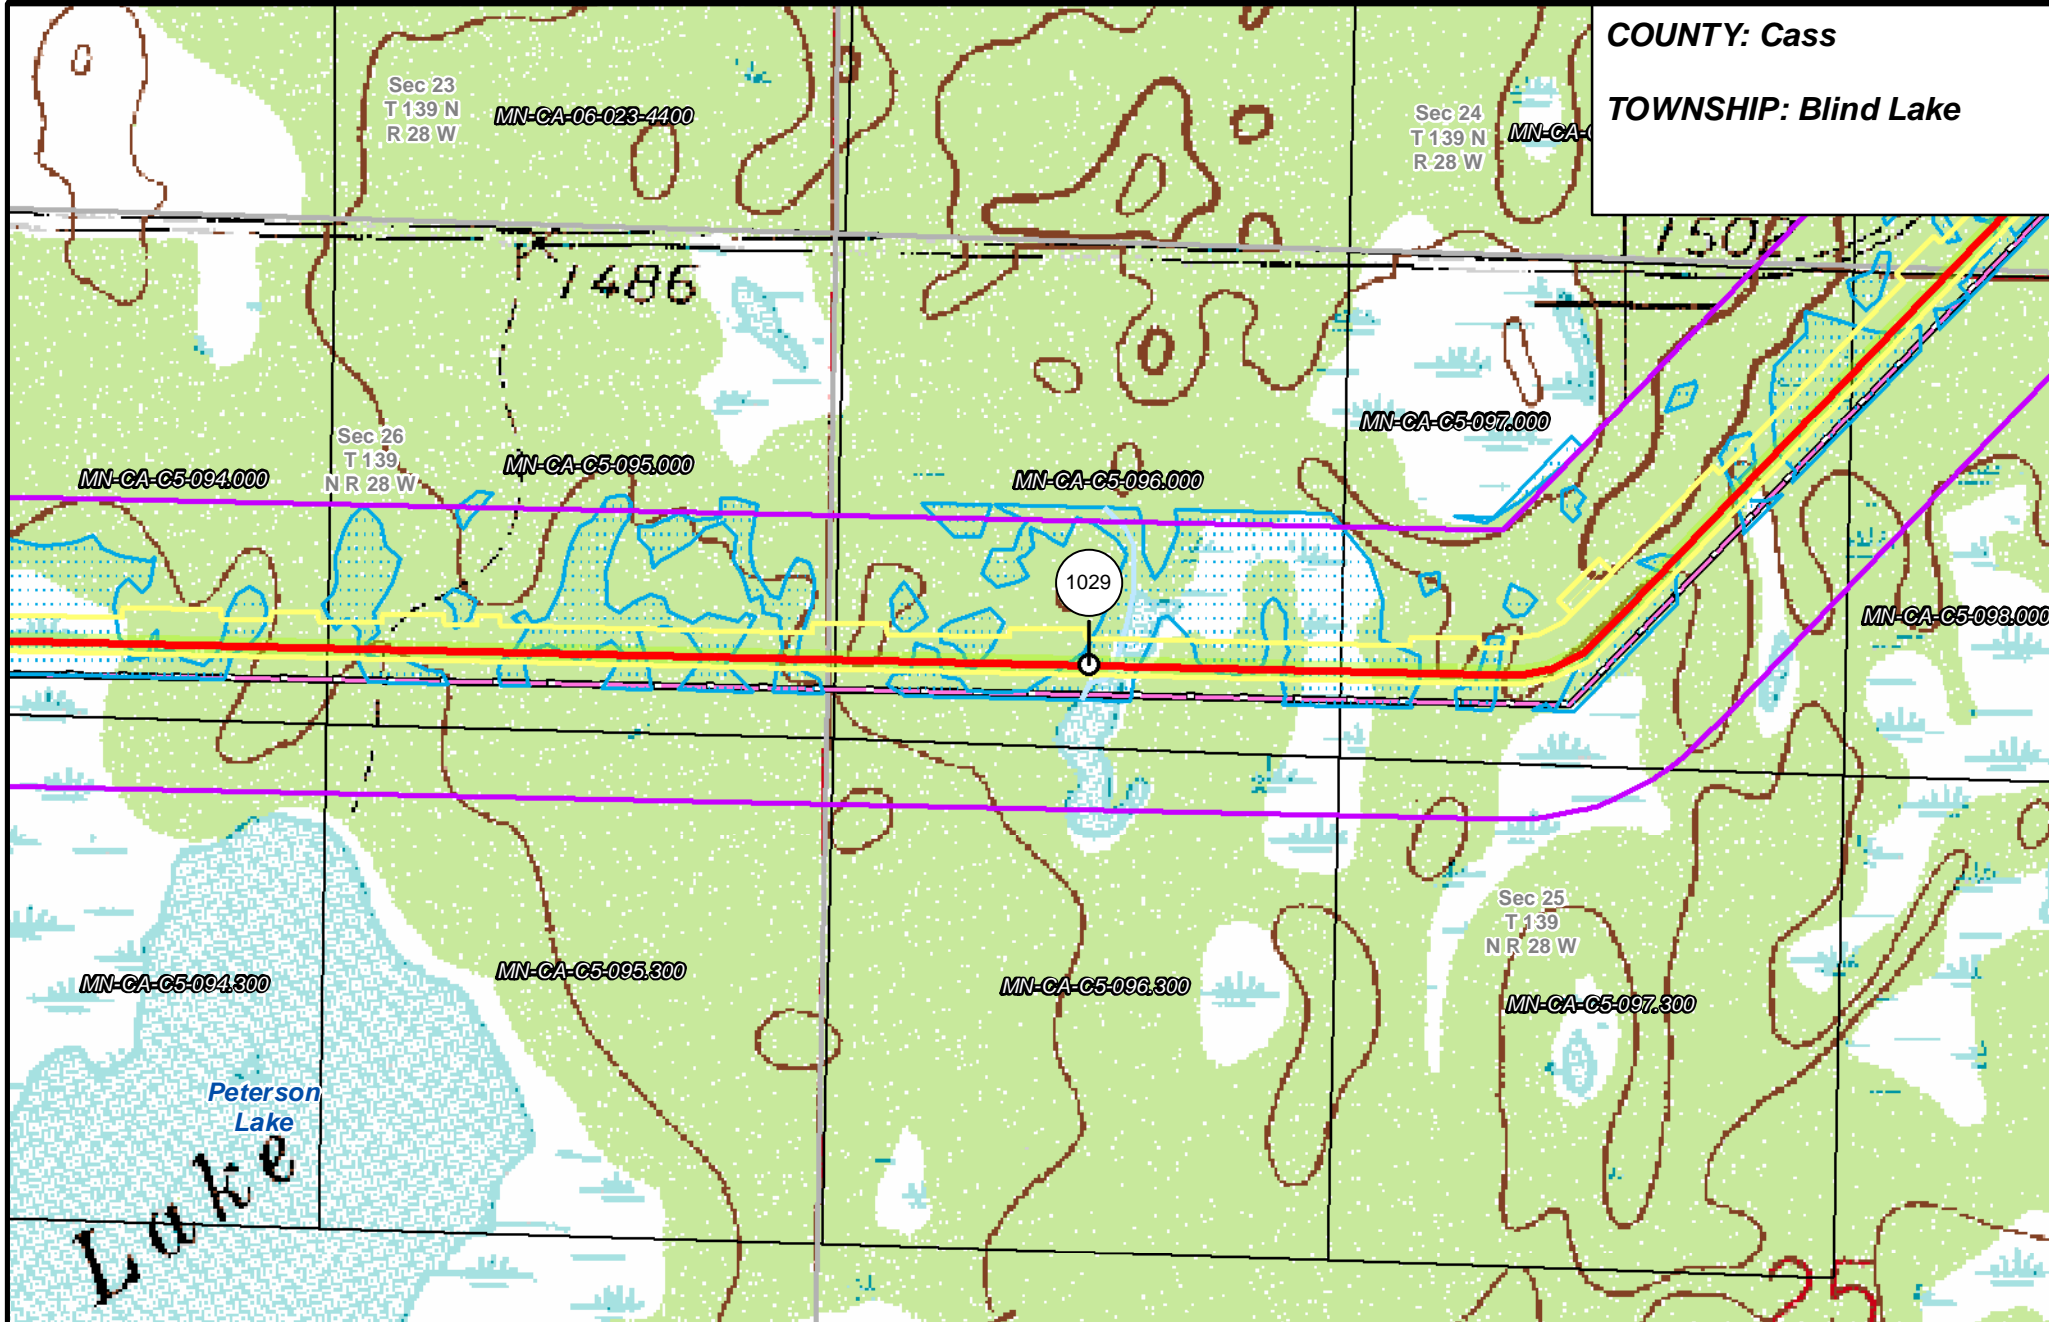 COUNTY: Cass
TOWNSHIP: Blind Lake
Sec 23
T 139 N
R 28 W
MN-CA-06-023-4400
Sec 24
T 139 N
R 28 W
MN-CA-
1486
150
MN-CA-C5-097.000
Sec 26
T 139
N R 28 W
MN-CA-C5-094.000
MN-CA-C5-095.000
MN-CA-C5-096.000
1029
MN-CA-C5-098.000
Sec 25
T 139
N R 28 W
MN-CA-C5-094.300
MN-CA-C5-095.300
MN-CA-C5-096.300
MN-CA-C5-097.300
Peterson
Lake
Lake
25